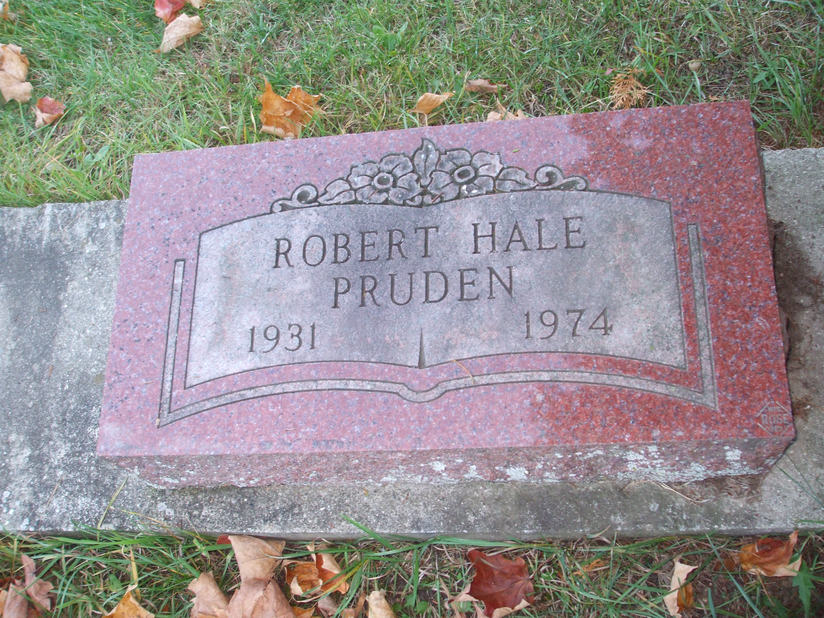 ROBERT HALE
PRUDEN
1931 1974